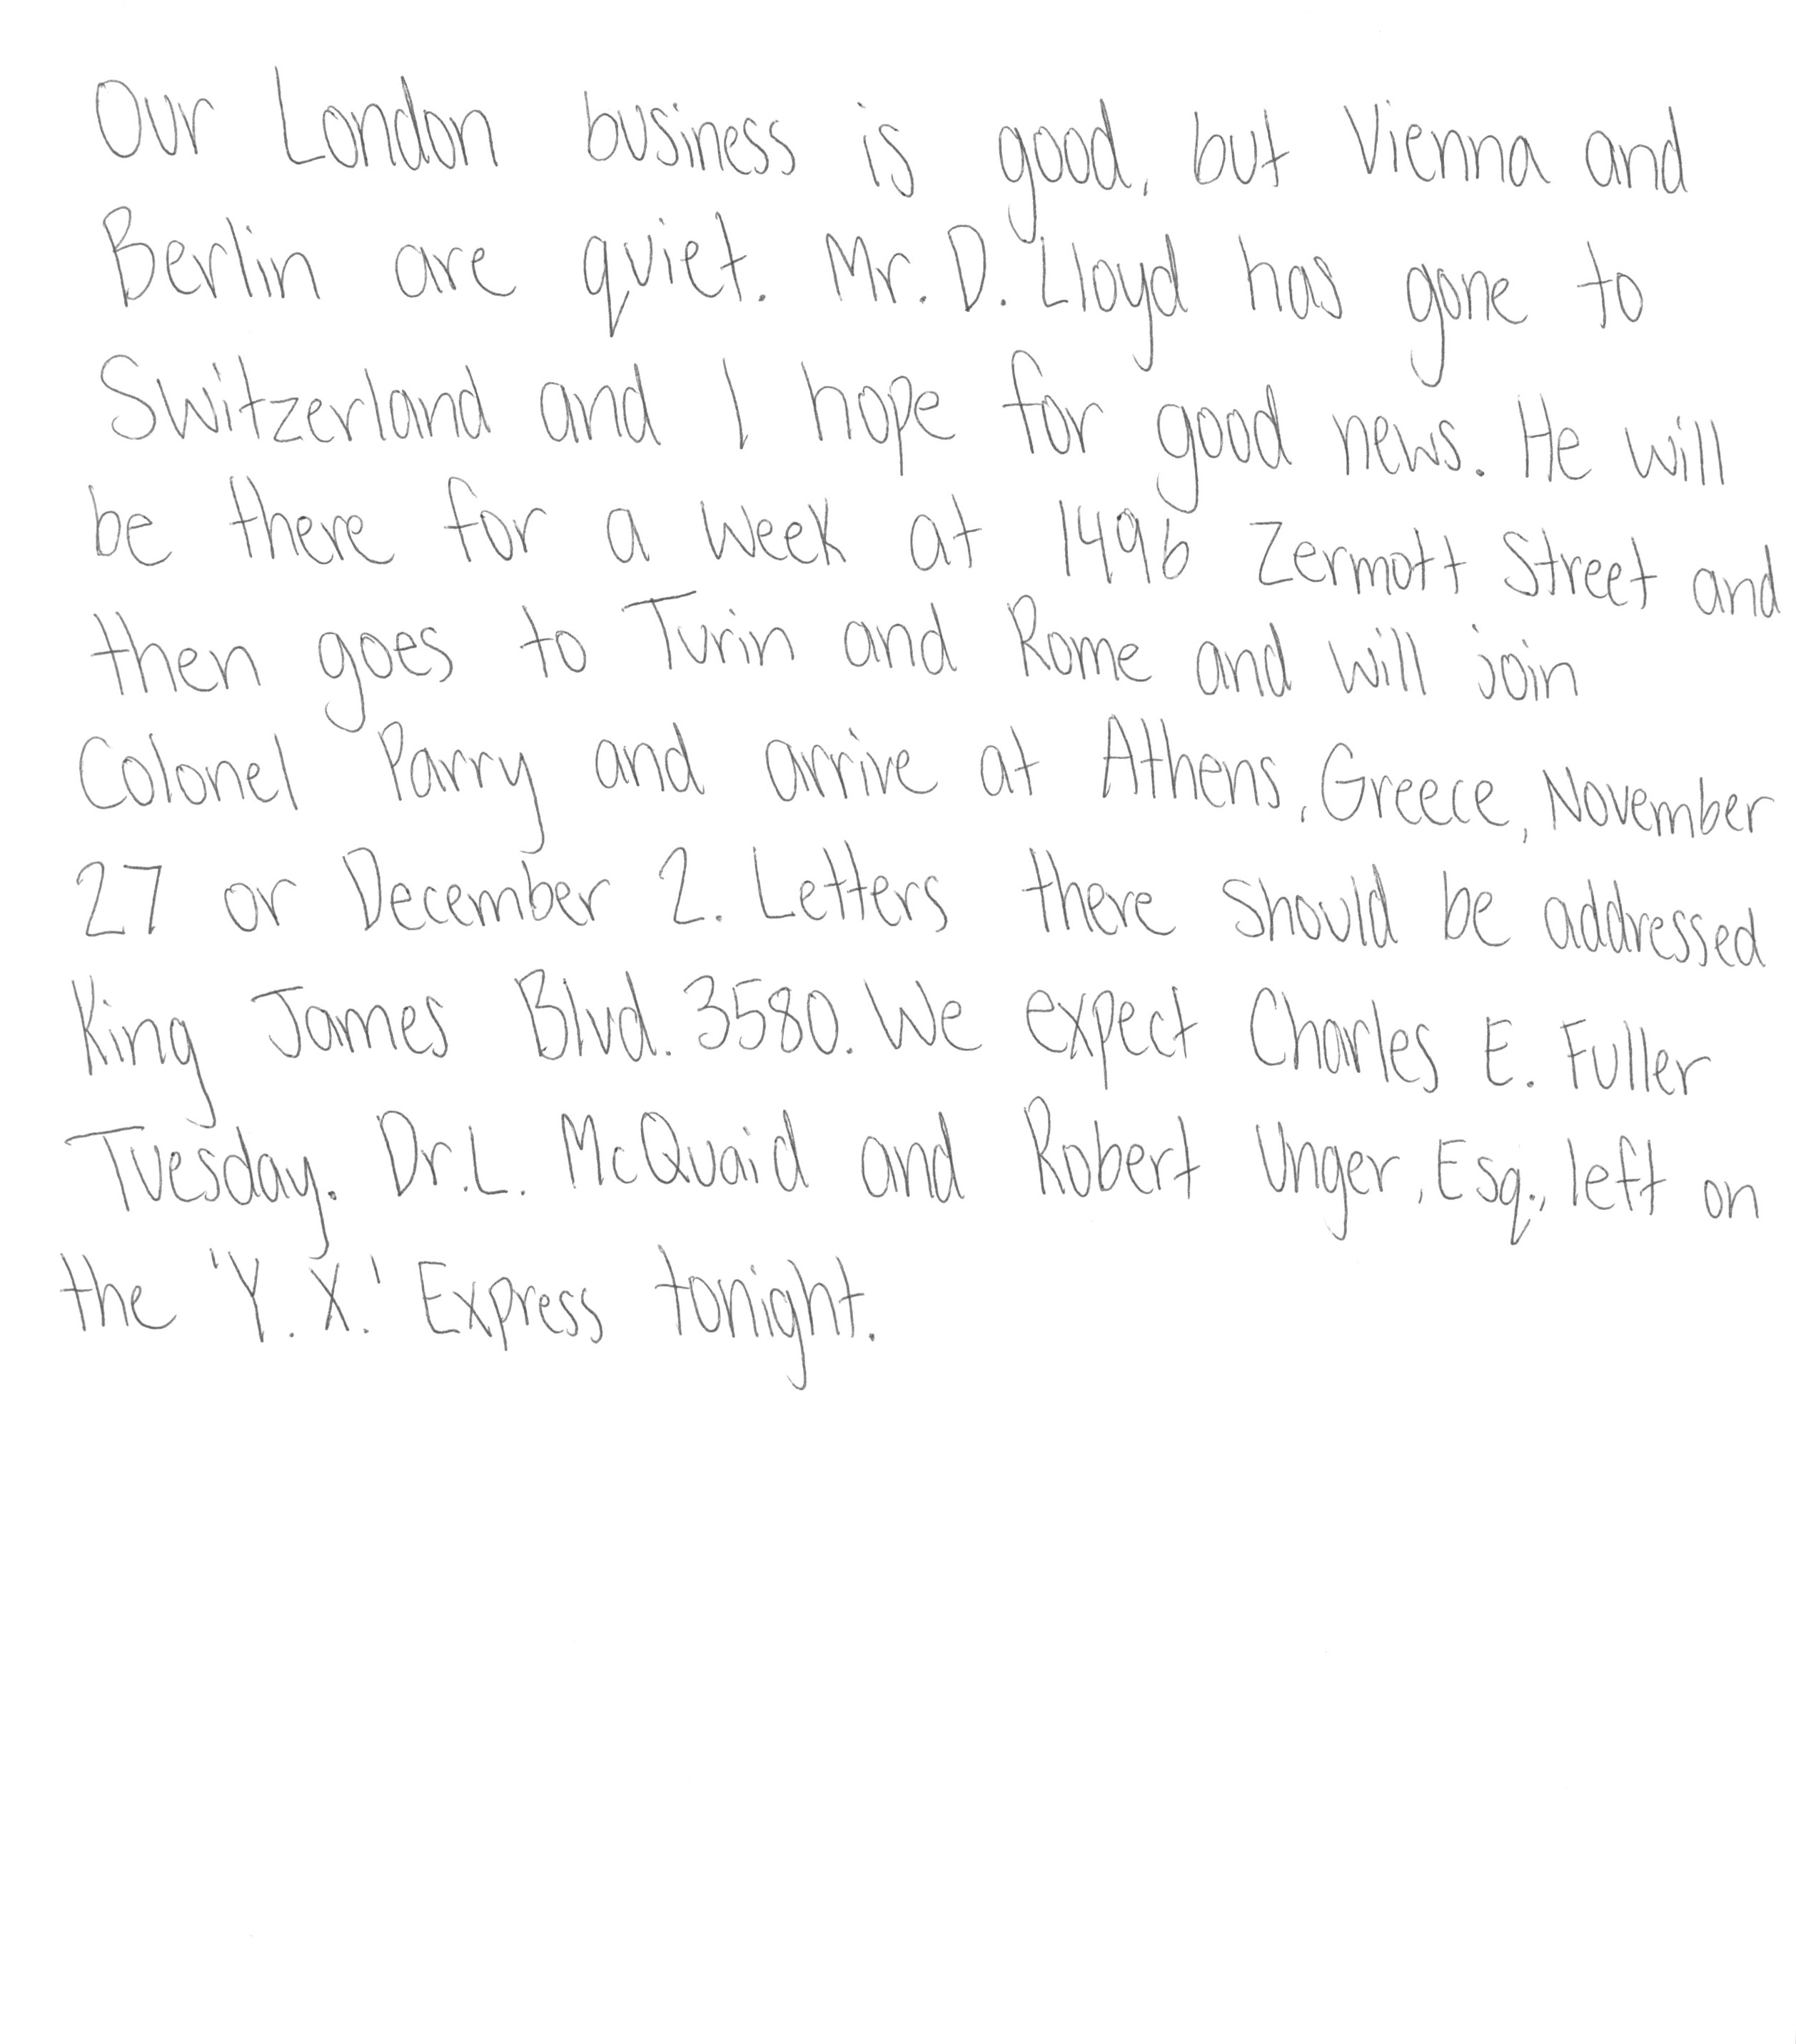 Our London business is good, but Vienna and
Berlin are quiet. Mr. D. Lloyd has gone to
Switzerland and I hope for good news. He will
be there for a week at 1496 Zermott Street and
then goes to Turin and Rome and will join
Colonel Parry and arrive at Athens, Greece, November
27 or December 2. Letters there should be addressed
King James Blvd. 3580. We expect Charles E. Fuller
Tuesday. Dr. L. McQuaid and Robert Unger, Esq., left on
the 'Y. X.' Express tonight.